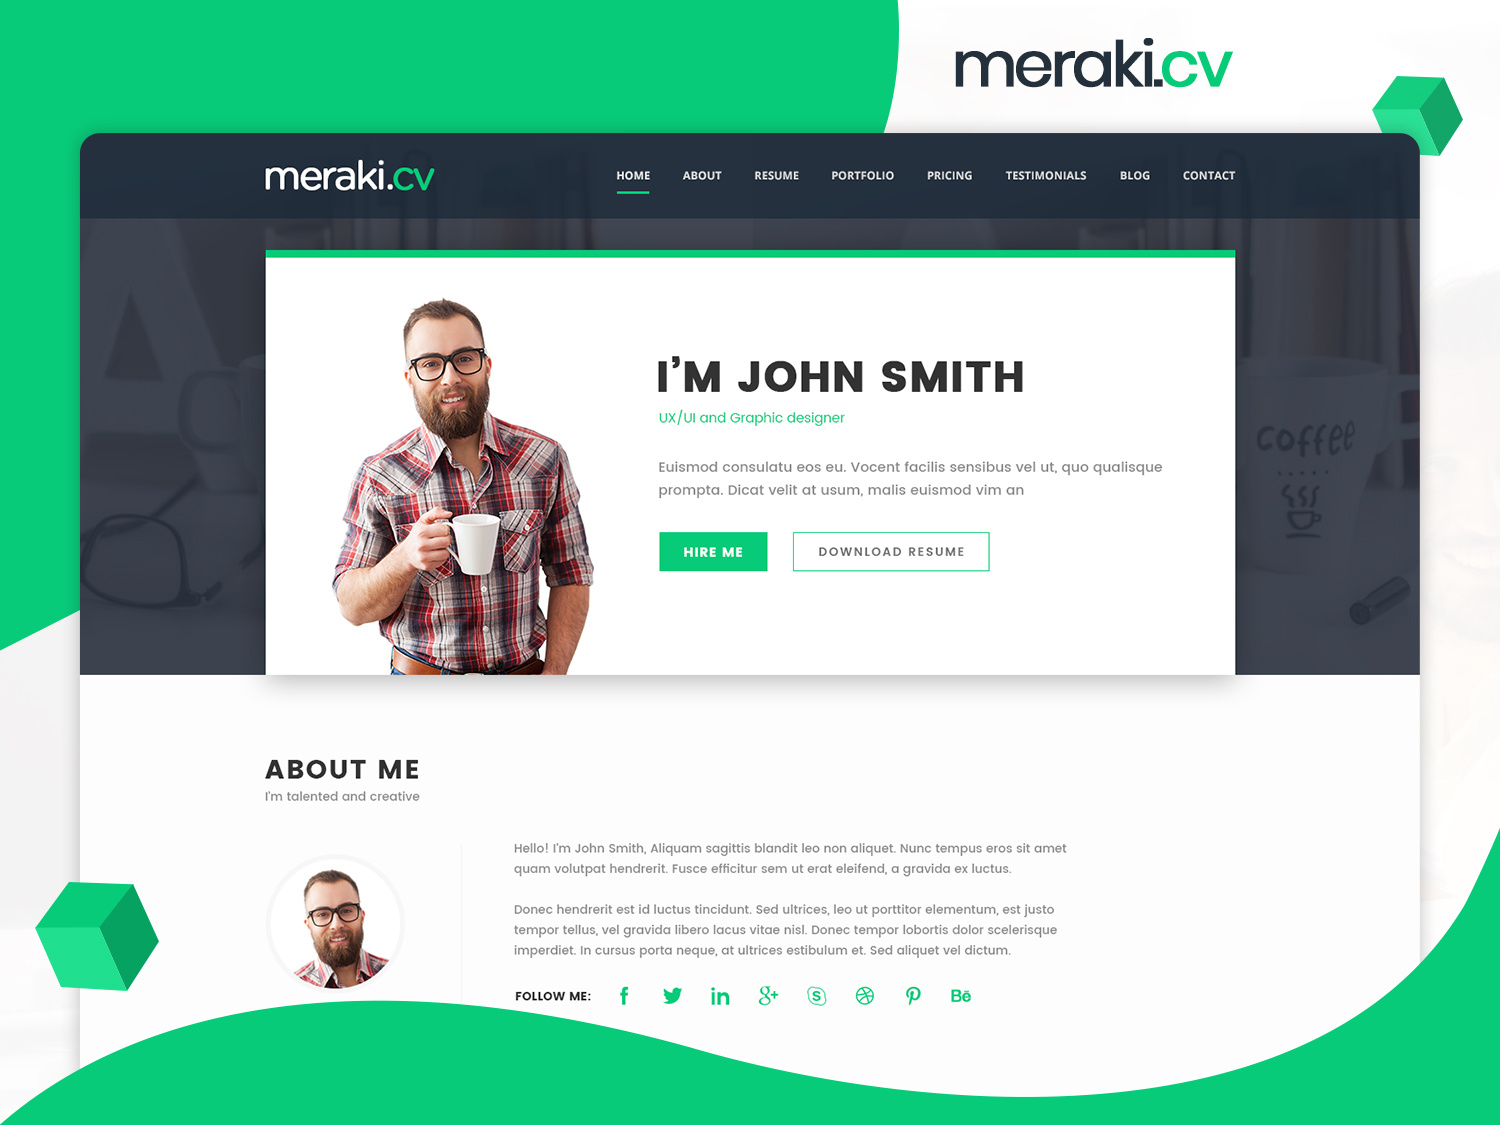 meraki.cv
meraki.cv
HOME ABOUT RESUME PORTFOLIO PRICING TESTIMONIALS BLOG CONTACT
I'M JOHN SMITH
UX/UI and Graphic designer
Euismod consulatu eos eu. Vocent facilis sensibus vel ut, quo qualisque
prompta. Dicat velit at usum, malis euismod vim an
HIRE ME DOWNLOAD RESUME
coffee
ABOUT ME
I'm talented and creative
Hello! I'm John Smith, Aliquam sagittis blandit leo non aliquet. Nunc tempus eros sit amet
quam volutpat hendrerit. Fusce efficitur sem ut erat eleifend, a gravida ex luctus.
Donec hendrerit est id luctus tincidunt. Sed ultrices, leo ut porttitor elementum, est justo
tempor tellus, vel gravida libero lacus vitae nisl. Donec tempor lobortis dolor scelerisque
imperdiet. In cursus porta neque, at ultrices estibulum et. Sed aliquet vel dictum.
FOLLOW ME: